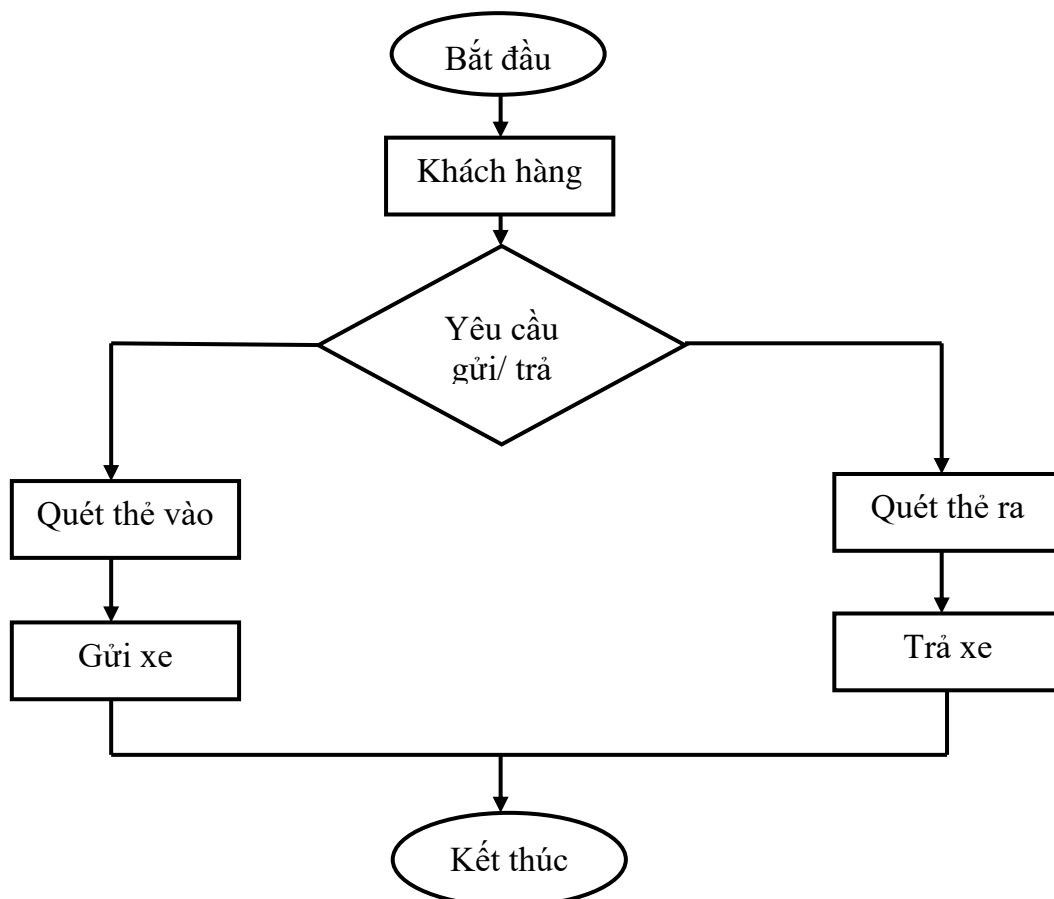 Bắt đầu
Khách hàng
Yêu cầu
gửi/ trả
Quét thẻ vào
Quét thẻ ra
Gửi xe
Trả xe
Kết thúc